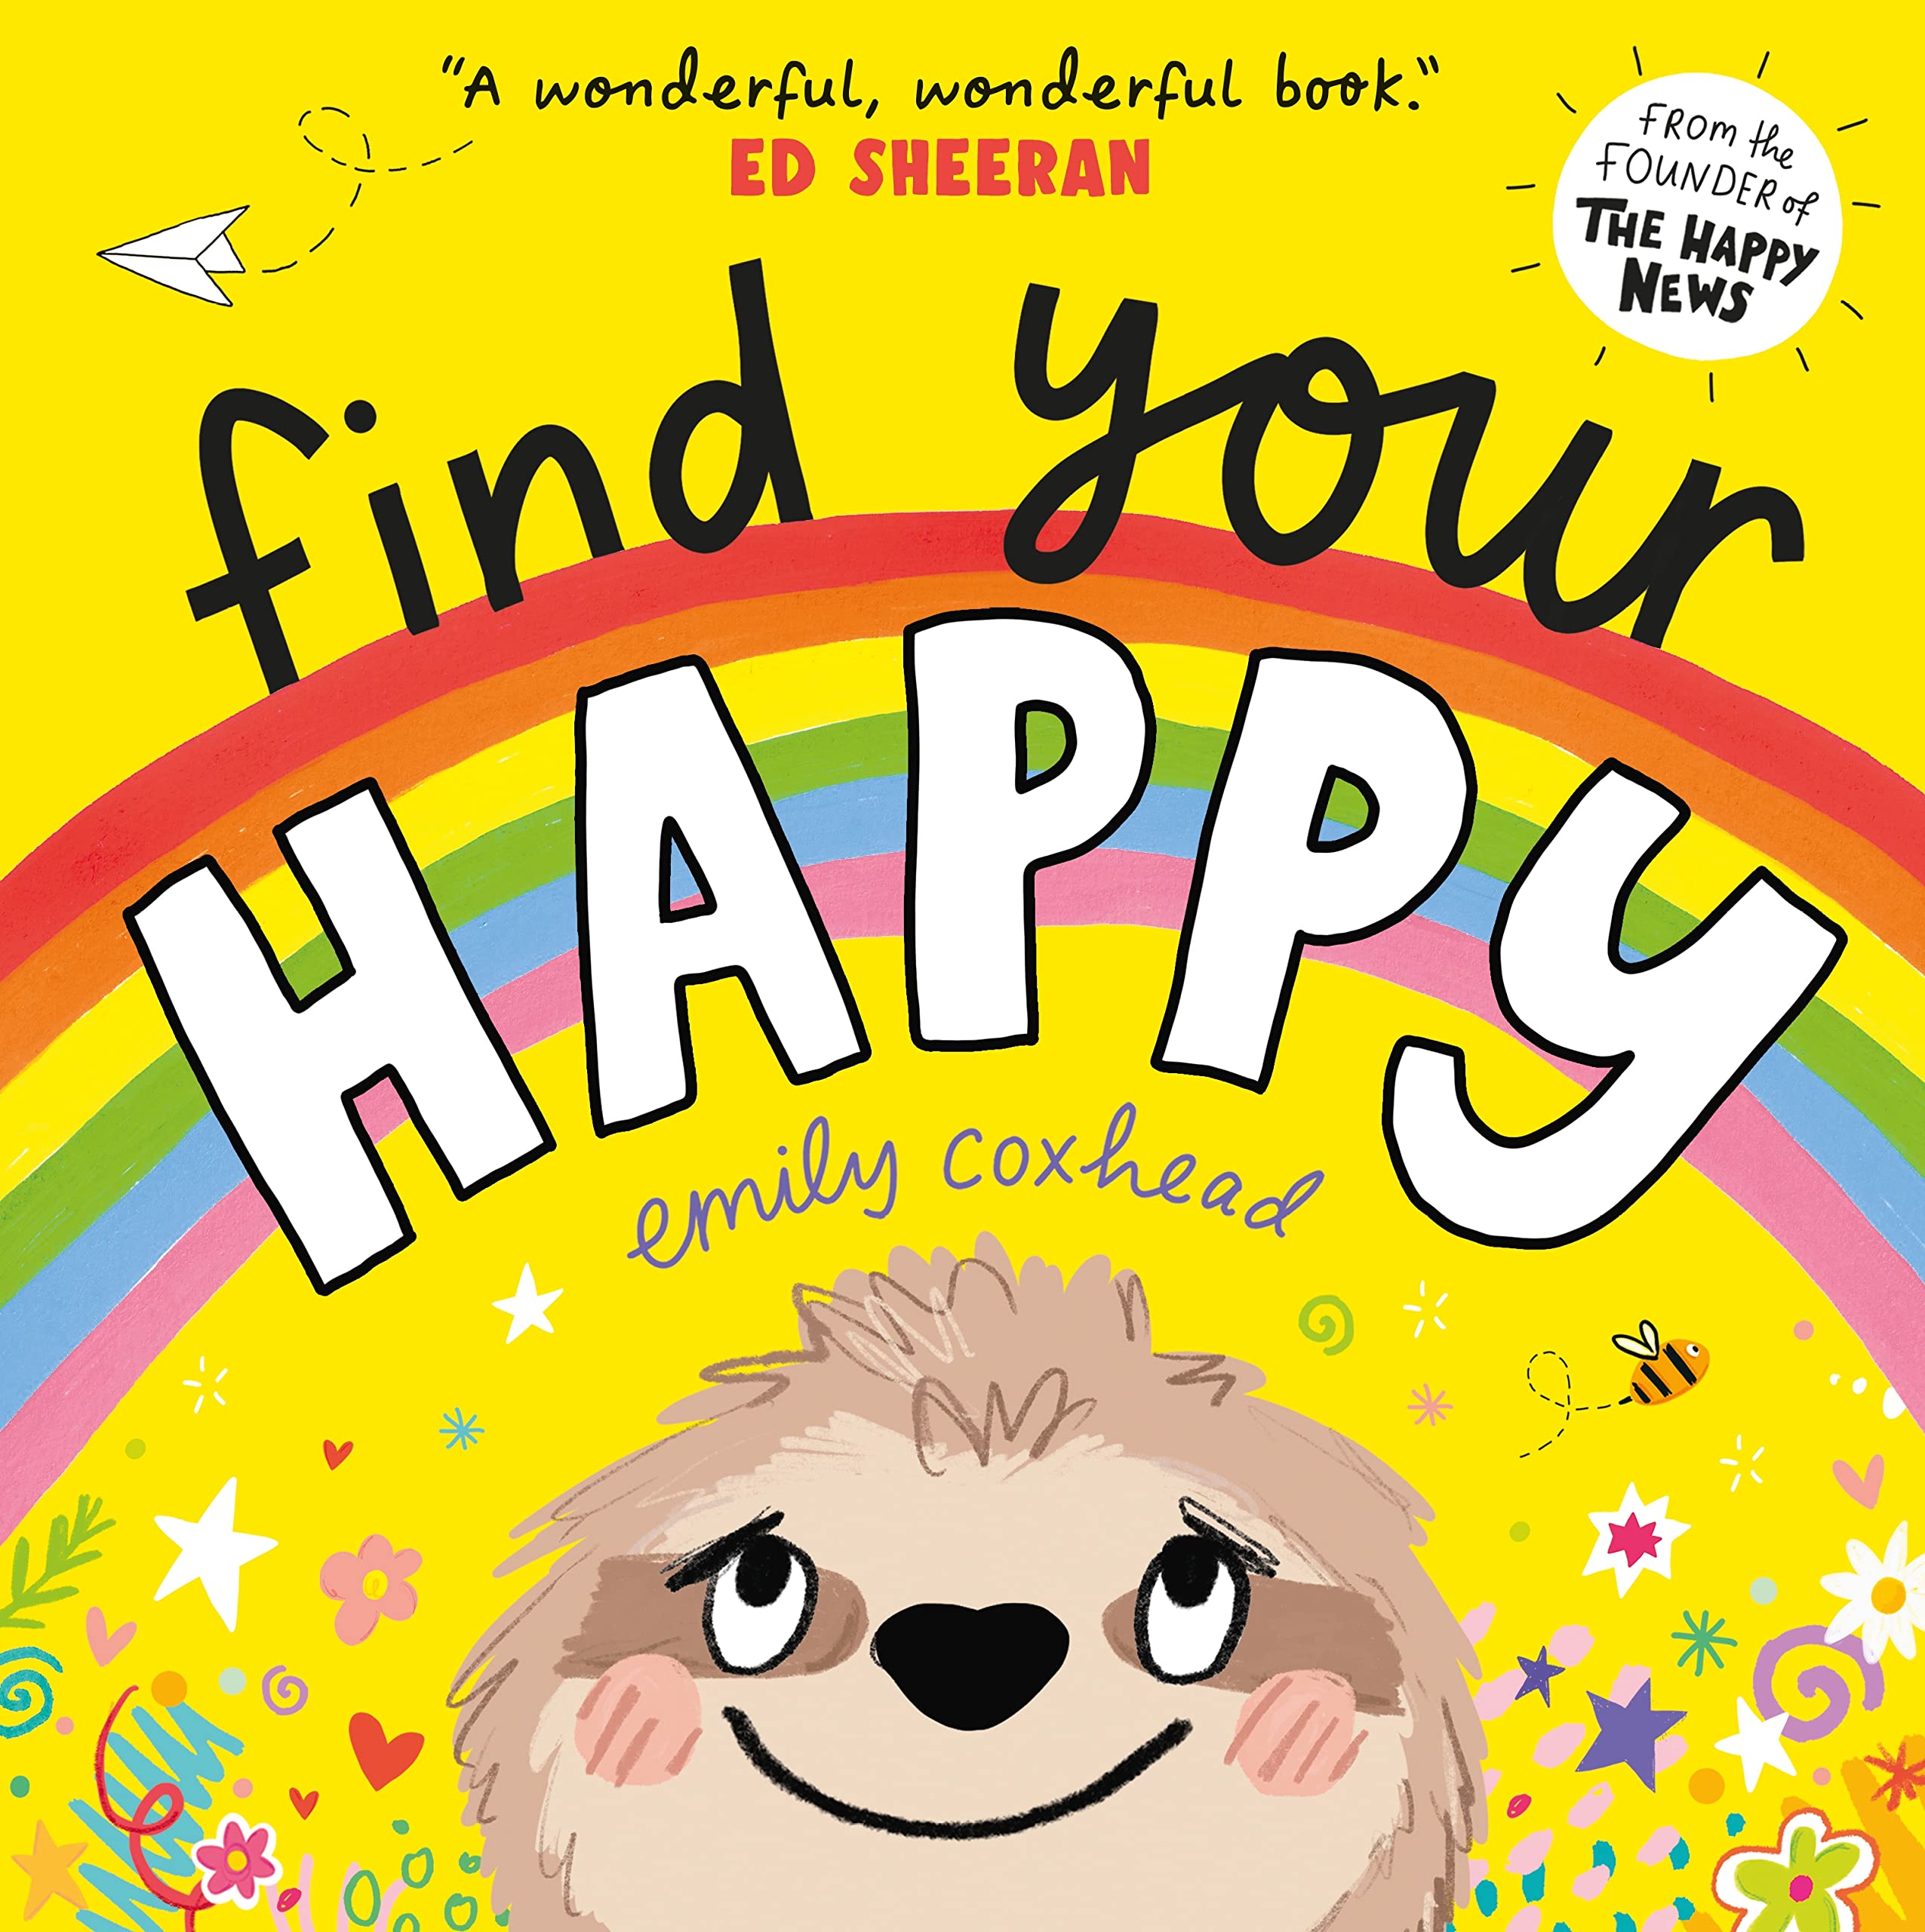 "A wonderful, wonderful book."
ED SHEERAN
FROM the
FOUNDER of
THE HAPPY
NEWS
find your
HAPPY
emily coxhead